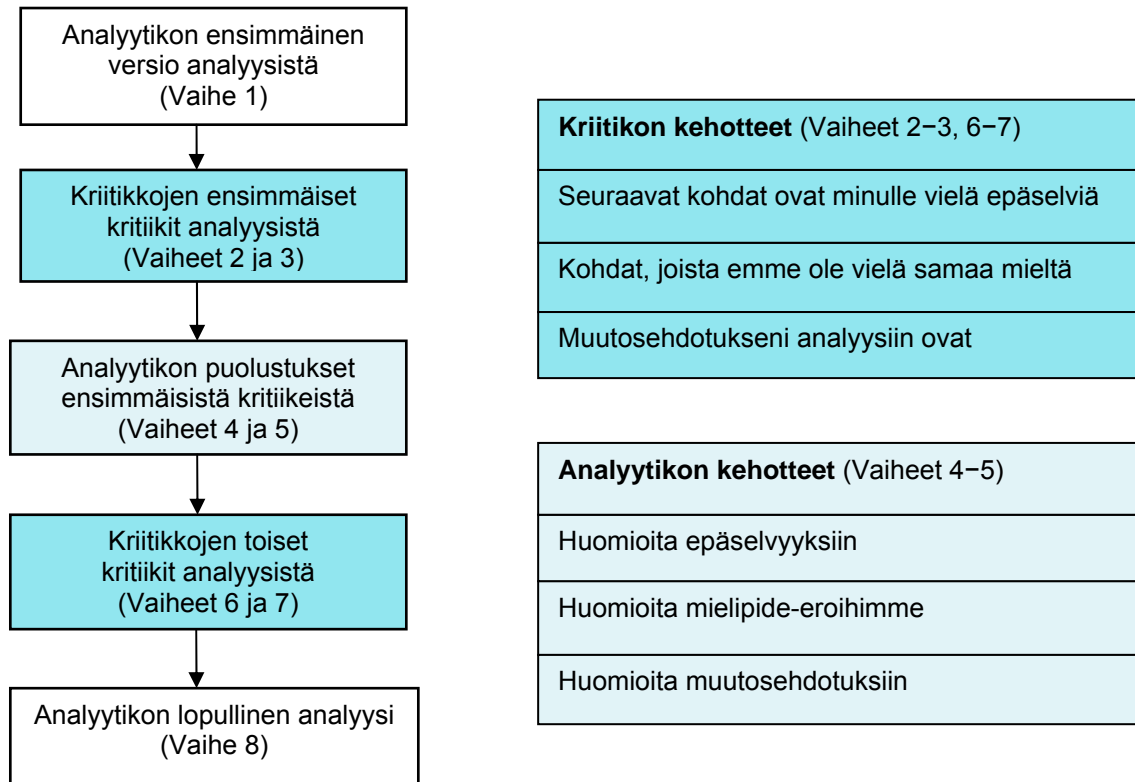 Analyytikon ensimmäinen
versio analyysistä
(Vaihe 1)
Kriitikkojen ensimmäiset
kritiikit analyysistä
(Vaiheet 2 ja 3)
Analyytikon puolustukset
ensimmäisistä kritiikeistä
(Vaiheet 4 ja 5)
Kriitikkojen toiset
kritiikit analyysistä
(Vaiheet 6 ja 7)
Analyytikon lopullinen analyysi
(Vaihe 8)
Kriitikon kehotteet (Vaiheet 2−3, 6−7)
Seuraavat kohdat ovat minulle vielä epäselviä
Kohdat, joista emme ole vielä samaa mieltä
Muutosehdotukseni analyysiin ovat
Analyytikon kehotteet (Vaiheet 4−5)
Huomioita epäselvyyksiin
Huomioita mielipide-eroihimme
Huomioita muutosehdotuksiin